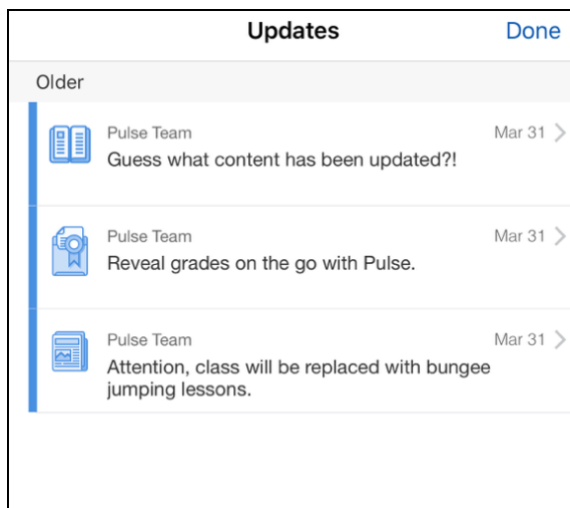 Updates Done
Older
Pulse Team Mar 31
Guess what content has been updated?!
Pulse Team Mar 31
Reveal grades on the go with Pulse.
Pulse Team Mar 31
Attention, class will be replaced with bungee
jumping lessons.